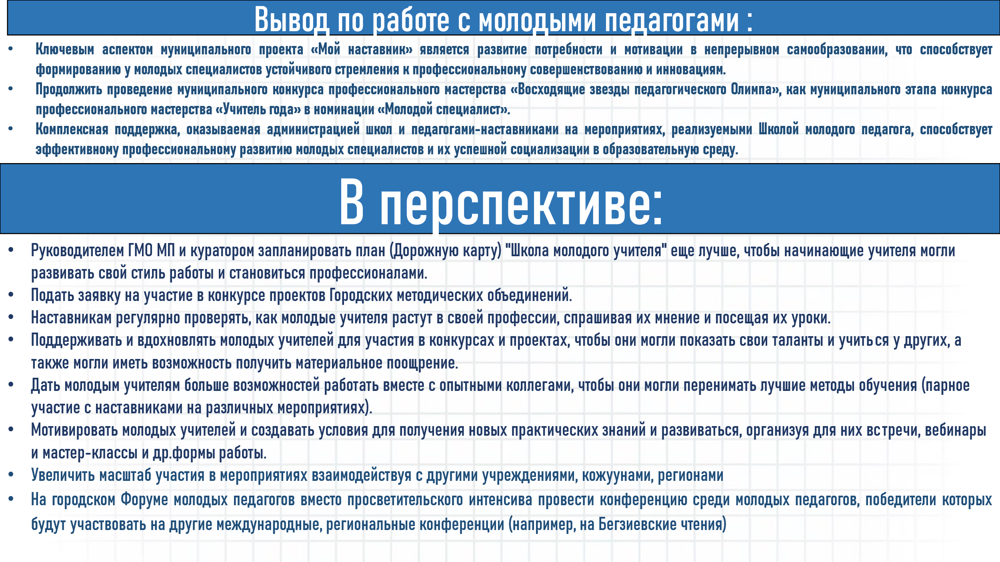 Вывод по работе с молодыми педагогами :
• Ключевым аспектом муниципального проекта «Мой наставник» является развитие потребности и мотивации в непрерывном самообразовании, что способствует
формированию у молодых специалистов устойчивого стремления к профессиональному совершенствованию и инновациям.
• Продолжить проведение муниципального конкурса профессионального мастерства «Восходящие звезды педагогического Олимпа», как муниципального этапа конкурса
профессионального мастерства «Учитель года» в номинации «Молодой специалист».
• Комплексная поддержка, оказываемая администрацией школ и педагогами-наставниками на мероприятиях, реализуемыми Школой молодого педагога, способствует
эффективному профессиональному развитию молодых специалистов и их успешной социализации в образовательную среду.
В перспективе:
• Руководителем ГМО МП и куратором запланировать план (Дорожную карту) "Школа молодого учителя" еще лучше, чтобы начинающие учителя могли
развивать свой стиль работы и становиться профессионалами.
• Подать заявку на участие в конкурсе проектов Городских методических объединений.
• Наставникам регулярно проверять, как молодые учителя растут в своей профессии, спрашивая их мнение и посещая их уроки.
• Поддерживать и вдохновлять молодых учителей для участия в конкурсах и проектах, чтобы они могли показать свои таланты и учиться у других, а
также могли иметь возможность получить материальное поощрение.
• Дать молодым учителям больше возможностей работать вместе с опытными коллегами, чтобы они могли перенимать лучшие методы обучения (парное
участие с наставниками на различных мероприятиях).
• Мотивировать молодых учителей и создавать условия для получения новых практических знаний и развиваться, организуя для них встречи, вебинары
и мастер-классы и др.формы работы.
• Увеличить масштаб участия в мероприятиях взаимодействуя с другими учреждениями, кожуунами, регионами
• На городском Форуме молодых педагогов вместо просветительского интенсива провести конференцию среди молодых педагогов, победители которых
будут участвовать на другие международные, региональные конференции (например, на Бегзиевские чтения)